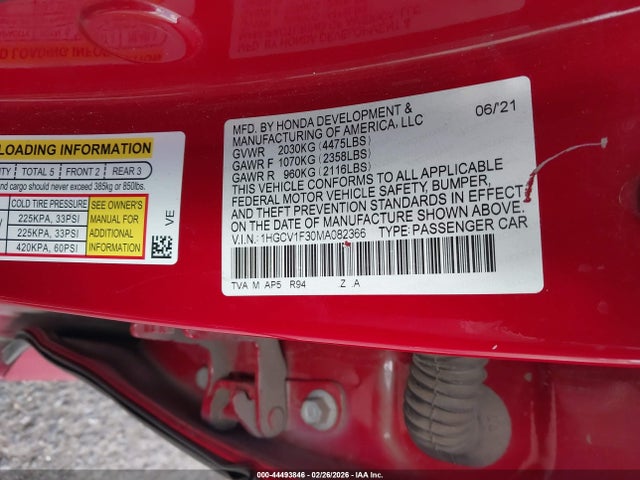 LOADING INFORMATION
TOTAL 5 FRONT 2 REAR 3
and cargo should never exceed 385kg or 850lbs.
COLD TIRE PRESSURE
225KPA, 33PSI
225KPA, 33PSI
420KPA, 60PSI
SEE OWNER'S
MANUAL FOR
ADDITIONAL
INFORMATION
VE
MFD. BY HONDA DEVELOPMENT & 06/'21
MANUFACTURING OF AMERICA, LLC
GVWR 2030KG (4475LBS)
GAWR F 1070KG (2358LBS)
GAWR R 960KG (2116LBS)
THIS VEHICLE CONFORMS TO ALL APPLICABLE
FEDERAL MOTOR VEHICLE SAFETY, BUMPER,
AND THEFT PREVENTION STANDARDS IN EFFECT
ON THE DATE OF MANUFACTURE SHOWN ABOVE.
V.I.N.: 1HGCV1F30MA082366 TYPE: PASSENGER CAR
TVA M AP5 R94 Z .A
000-44493846 - 02/26/2026 - IAAI.COM